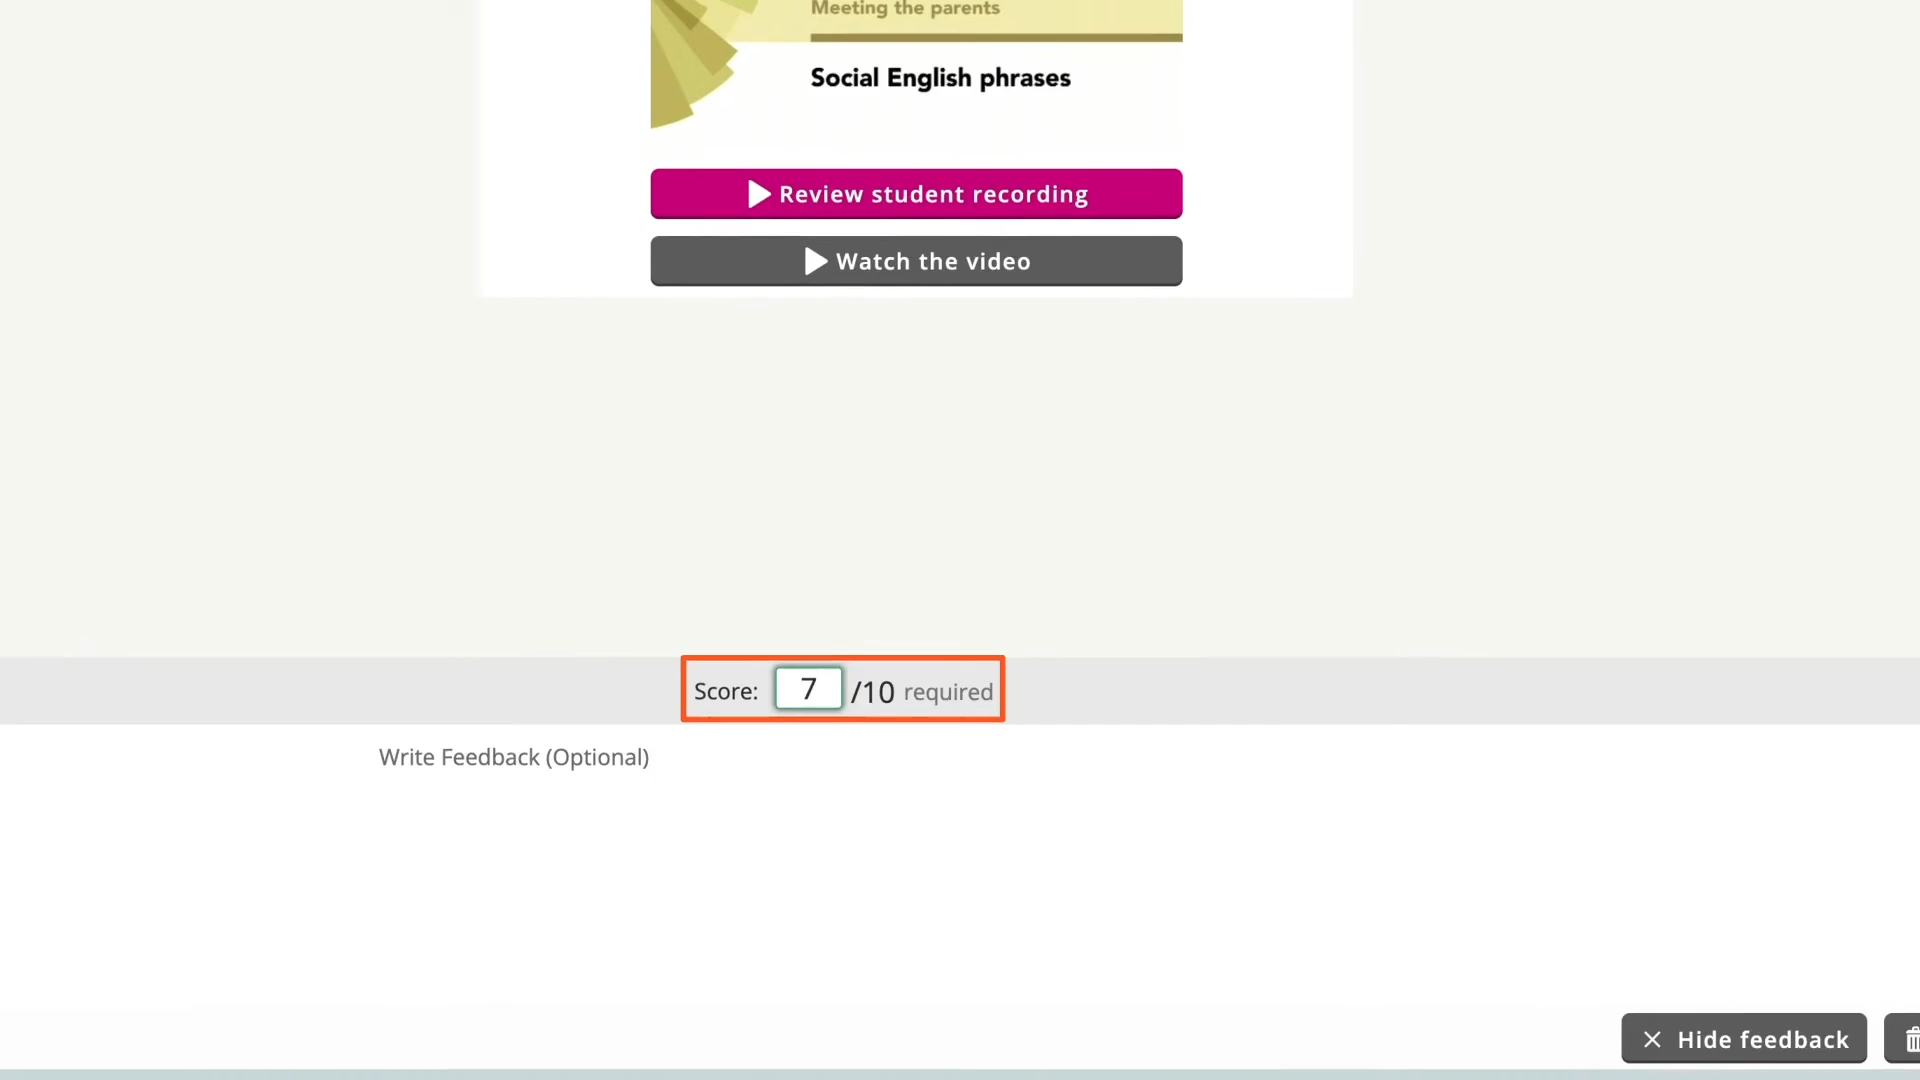 Meeting the parents
Social English phrases
Review student recording
Watch the video
Score: 7 /10 required
Write Feedback (Optional)
Hide feedback